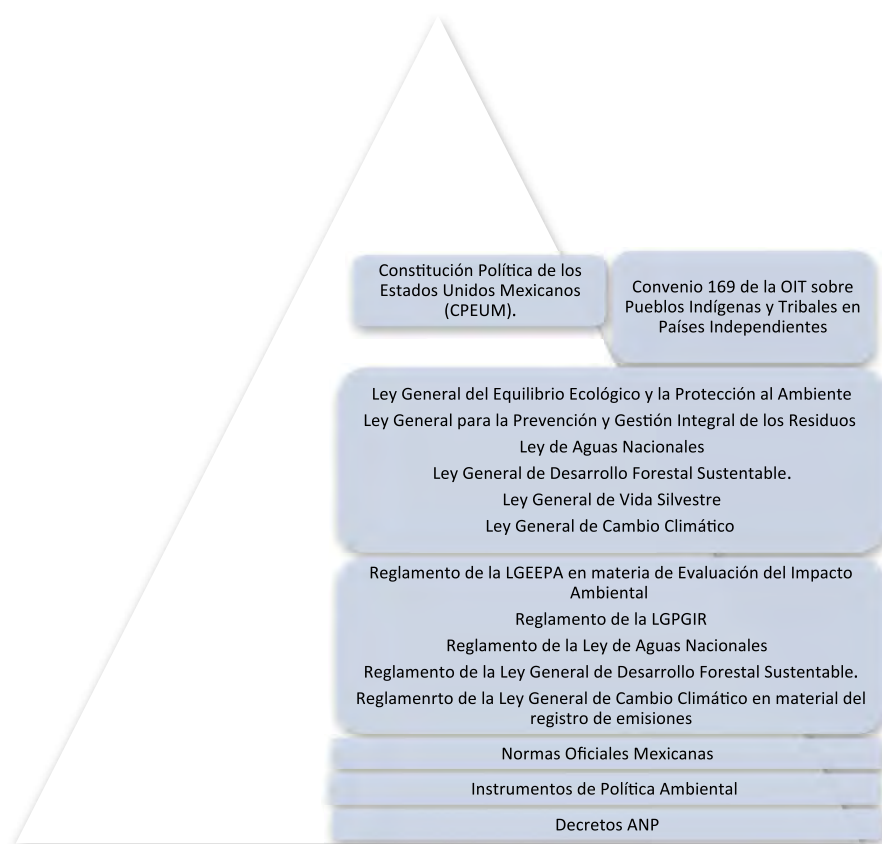 Constitución Política de los
Estados Unidos Mexicanos
(CPEUM).
Convenio 169 de la OIT sobre
Pueblos Indígenas y Tribales en
Países Independientes
Ley General del Equilibrio Ecológico y la Protección al Ambiente
Ley General para la Prevención y Gestión Integral de los Residuos
Ley de Aguas Nacionales
Ley General de Desarrollo Forestal Sustentable.
Ley General de Vida Silvestre
Ley General de Cambio Climático
Reglamento de la LGEEPA en materia de Evaluación del Impacto
Ambiental
Reglamento de la LGPGIR
Reglamento de la Ley de Aguas Nacionales
Reglamento de la Ley General de Desarrollo Forestal Sustentable.
Reglamenrto de la Ley General de Cambio Climático en material del
registro de emisiones
Normas Oficiales Mexicanas
Instrumentos de Política Ambiental
Decretos ANP